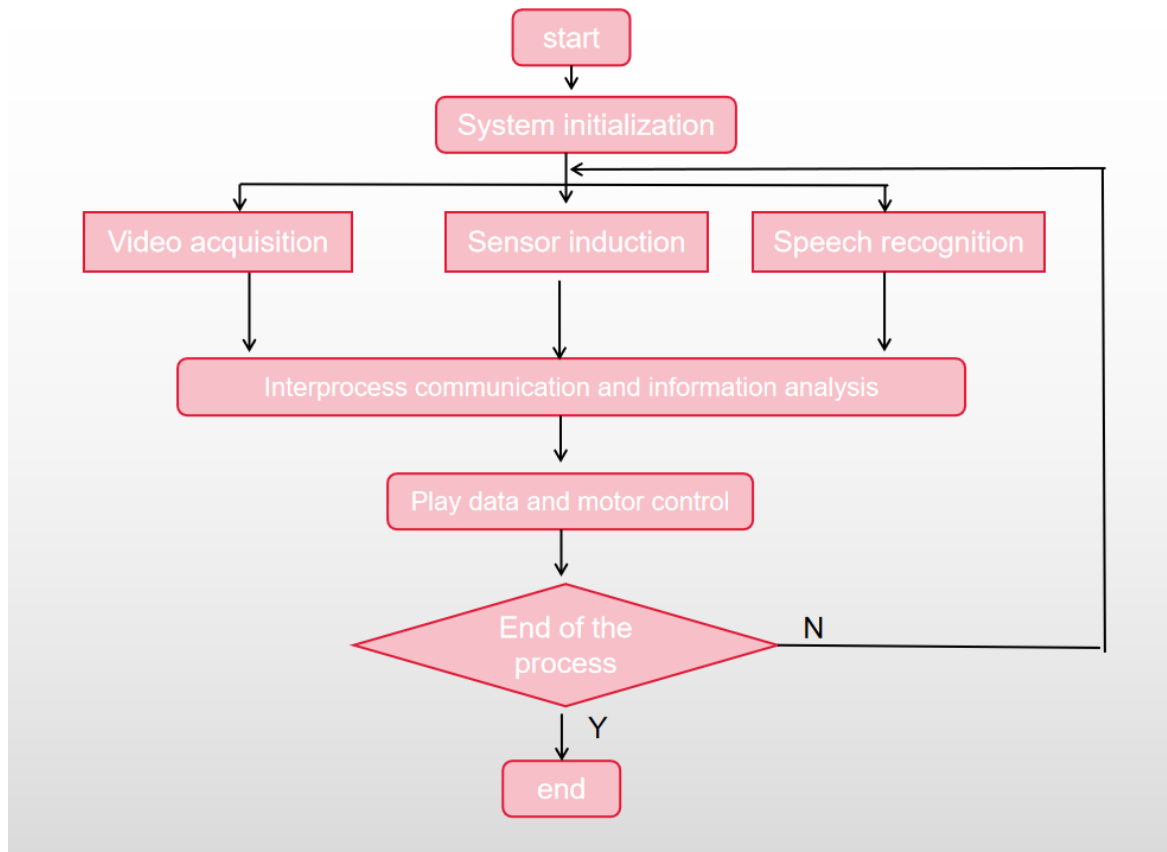 start
System initialization
Video acquisition
Sensor induction
Speech recognition
Interprocess communication and information analysis
Play data and motor control
End of the
process
N
Y
end